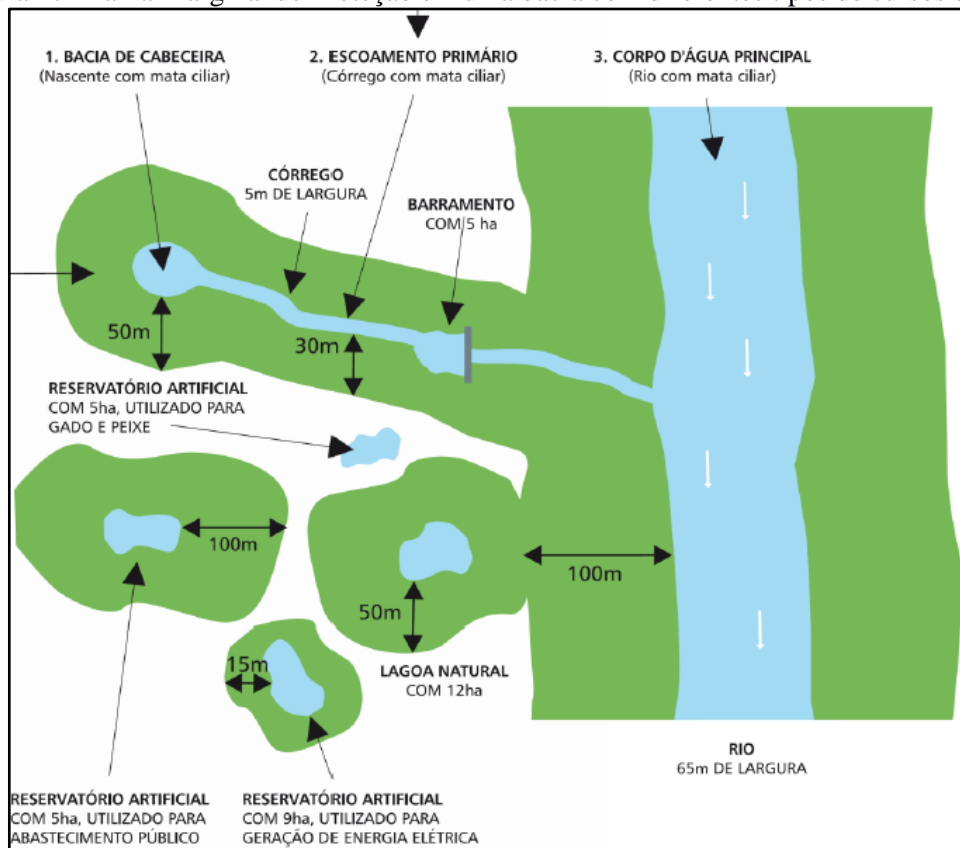 1. BACIA DE CABECEIRA
(Nascente com mata ciliar)
2. ESCOAMENTO PRIMÁRIO
(Córrego com mata ciliar)
3. CORPO D'ÁGUA PRINCIPAL
(Rio com mata ciliar)
CÓRREGO
5m DE LARGURA
BARRAMENTO
COM 5 ha
50m
30m
RESERVATÓRIO ARTIFICIAL
COM 5ha, UTILIZADO PARA
GADO E PEIXE
100m
100m
50m
15m
LAGOA NATURAL
COM 12ha
RIO
65m DE LARGURA
RESERVATÓRIO ARTIFICIAL
COM 5ha, UTILIZADO PARA
ABASTECIMENTO PÚBLICO
RESERVATÓRIO ARTIFICIAL
COM 9ha, UTILIZADO PARA
GERAÇÃO DE ENERGIA ELÉTRICA